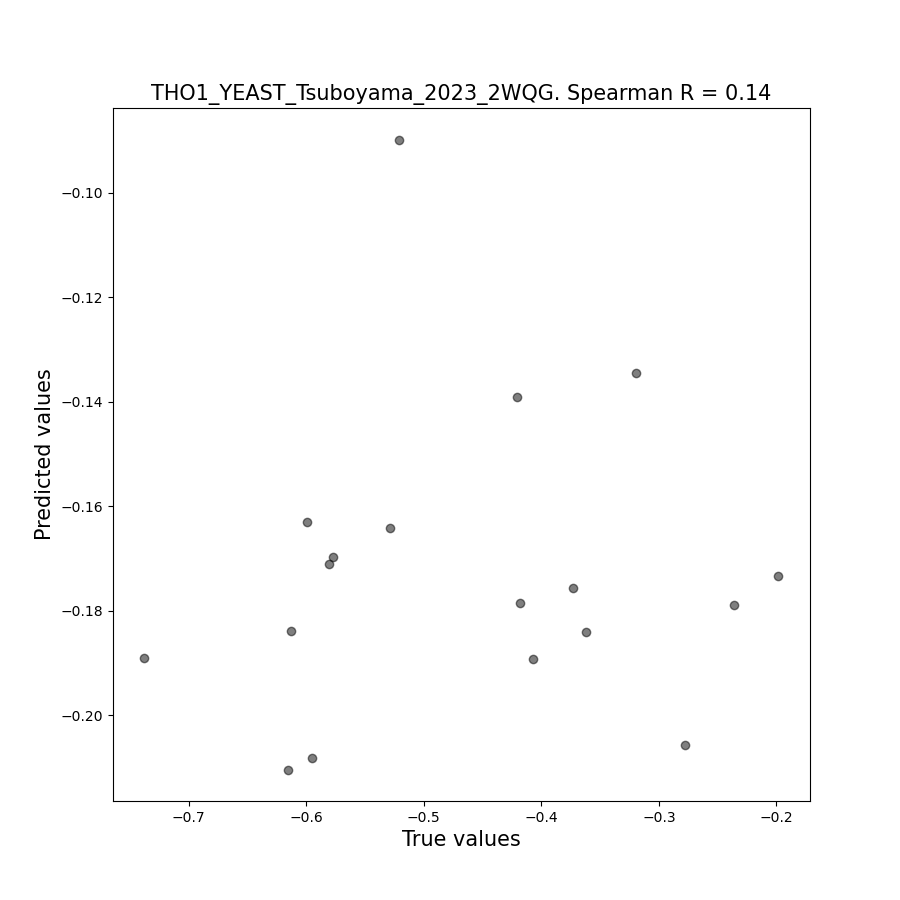 THO1_YEAST_Tsuboyama_2023_2WQG. Spearman R = 0.14
Predicted values
−0.10
−0.12
−0.14
−0.16
−0.18
−0.20
−0.7 −0.6 −0.5 −0.4 −0.3 −0.2
True values